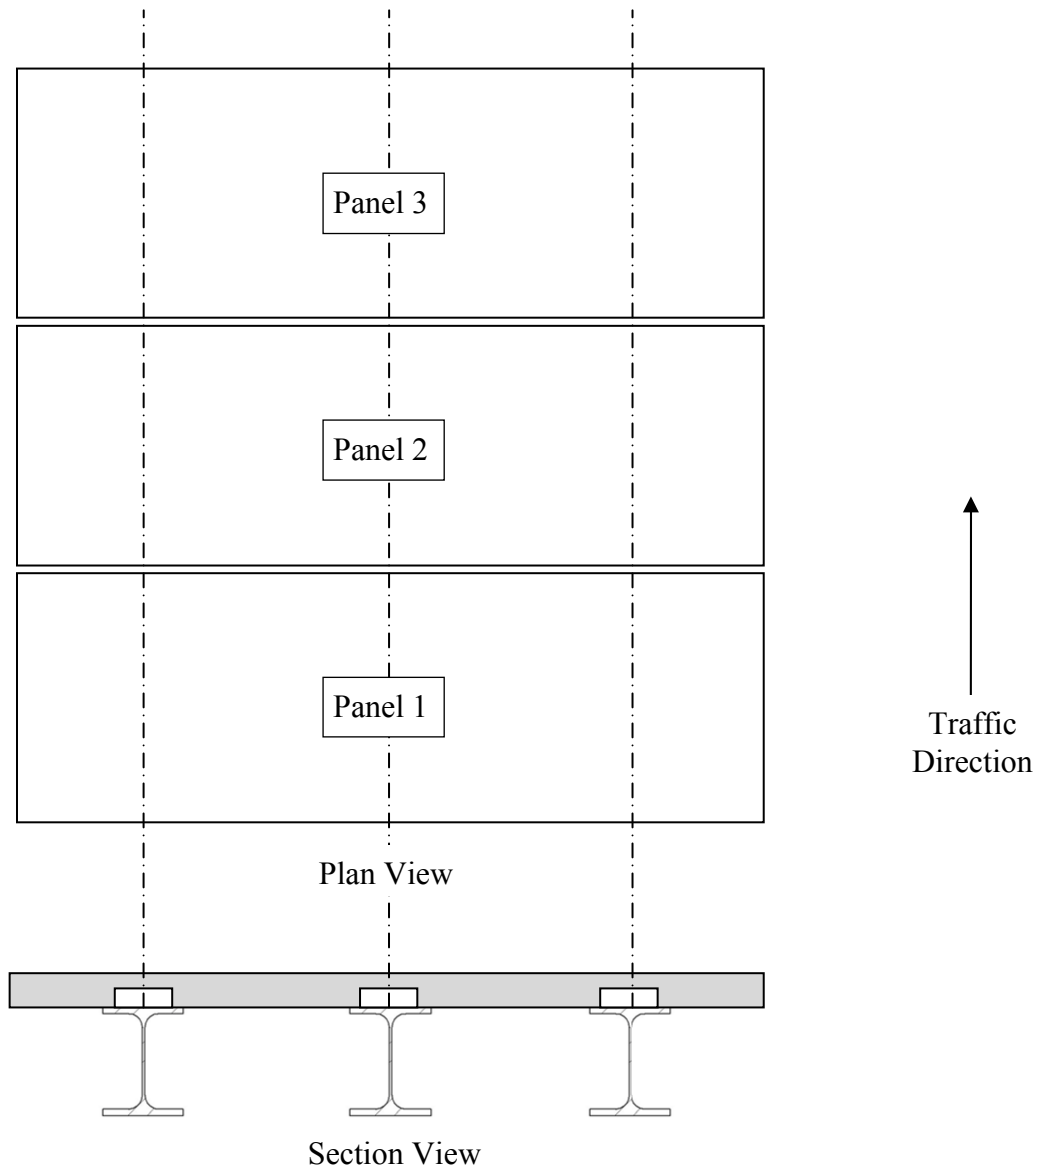 Panel 3
Panel 2
Panel 1
Traffic
Direction
Plan View
Section View